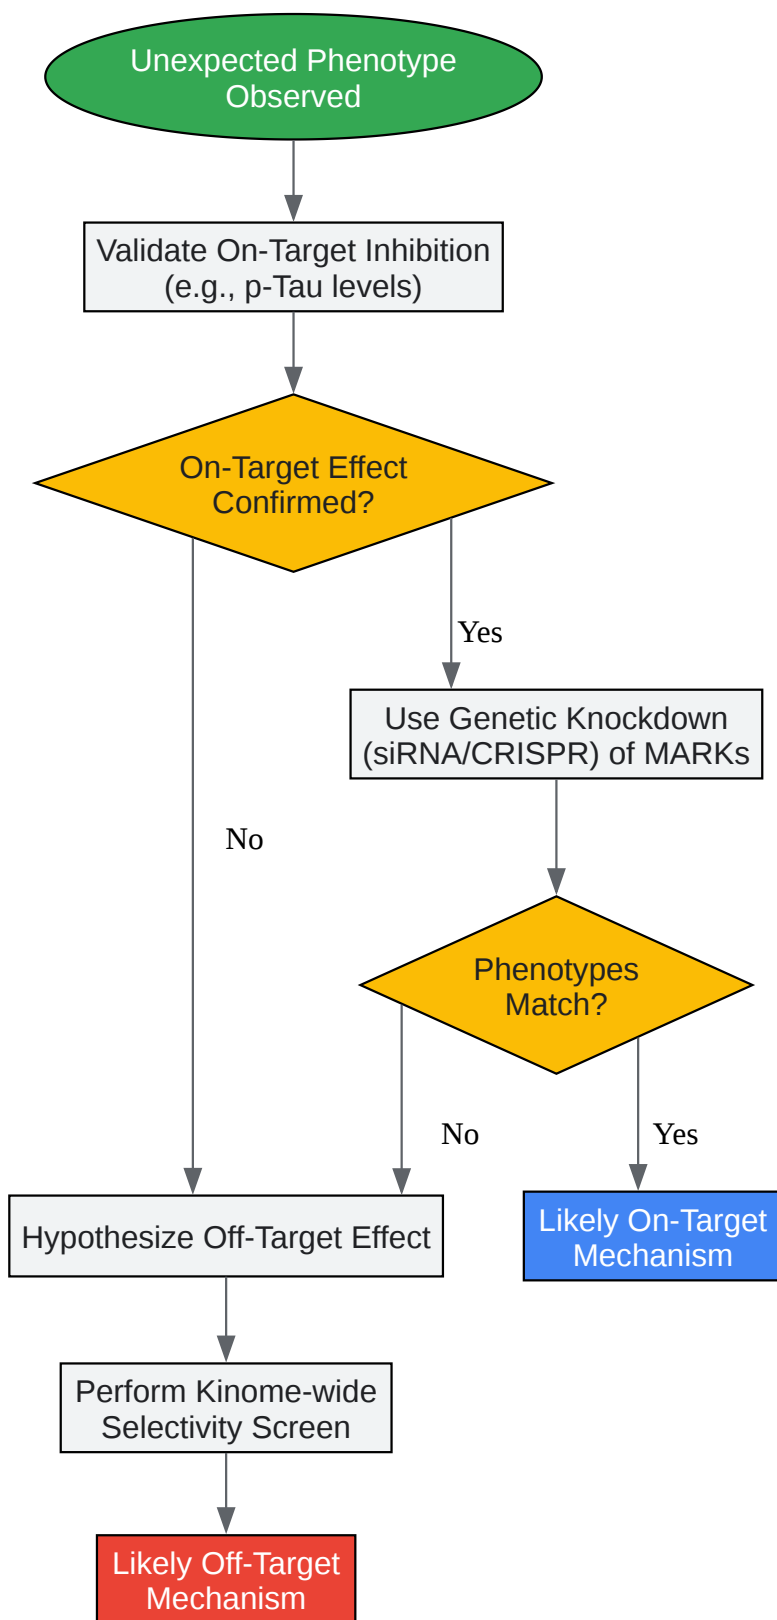 Unexpected Phenotype
Observed
Validate On-Target Inhibition
(e.g., p-Tau levels)
On-Target Effect
Confirmed?
Yes
Use Genetic Knockdown
(siRNA/CRISPR) of MARKs
No
Phenotypes
Match?
No
Yes
Hypothesize Off-Target Effect
Likely On-Target
Mechanism
Perform Kinome-wide
Selectivity Screen
Likely Off-Target
Mechanism